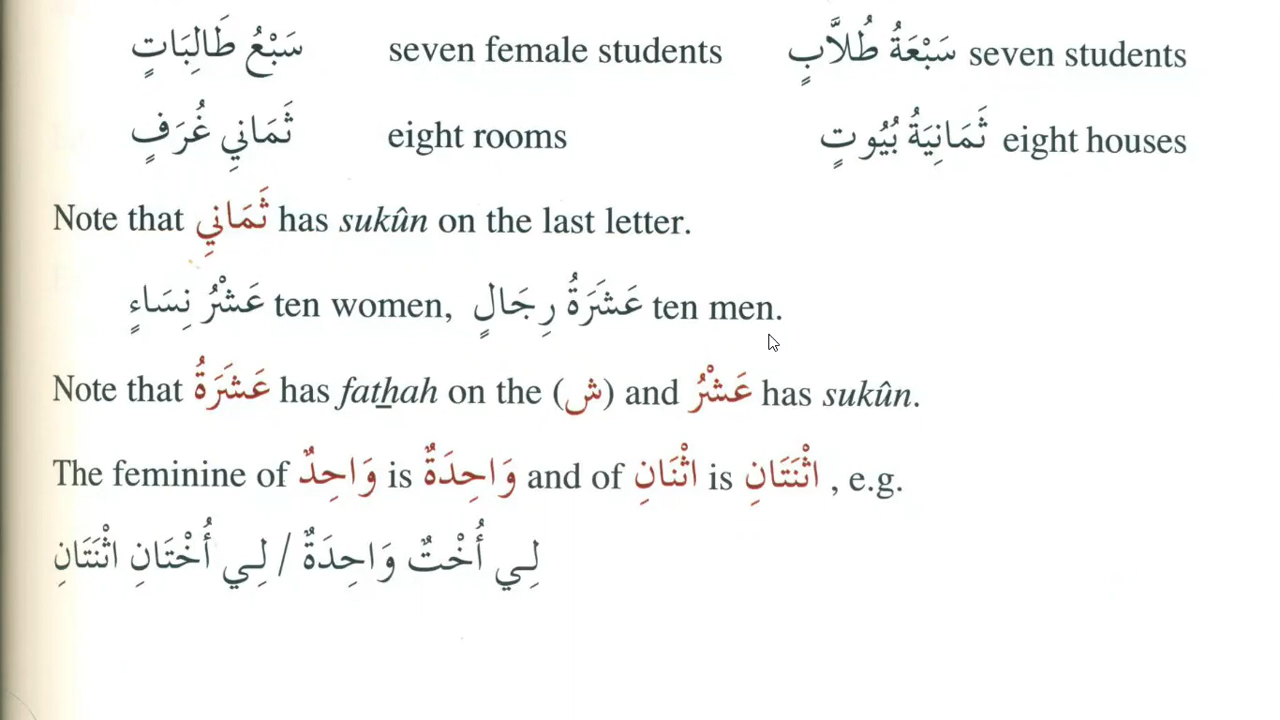 سَبْعُ طَالِبَاتٍ seven female students سَبْعَةُ طُلاَّبٍ seven students
ثَمَانِي غُرَفٍ eight rooms ثَمَانِيَةُ بُيُوتٍ eight houses
Note that ثَمَانِي has sukûn on the last letter.
عَشْرُ نِسَاءٍ ten women, عَشَرَةُ رِجَالٍ ten men.
Note that عَشَرَةُ has fathah on the (ش) and عَشْرُ has sukûn.
The feminine of وَاحِدٌ is وَاحِدَةٌ and of اثْنَانِ is اثْنَتَانِ , e.g.
لِي أُخْتٌ وَاحِدَةٌ / لِي أُخْتَانِ اثْنَتَانِ